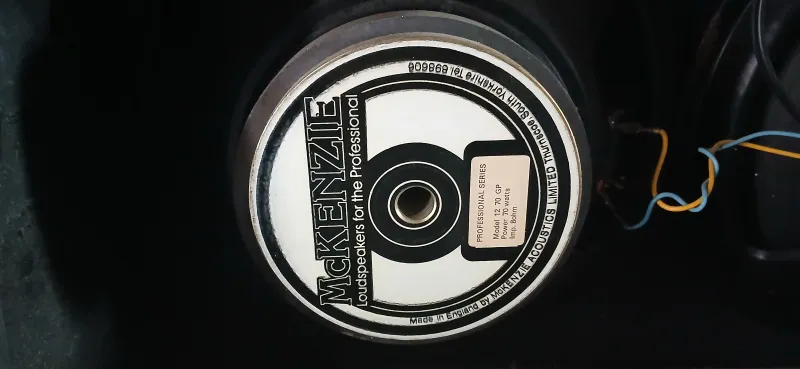 McKENZIE
Loudspeakers for the Professional
PROFESSIONAL SERIES
Model 12 70 GP
Power 70 watts
Imp. 8ohm
Made in England by McKENZIE ACOUSTICS LIMITED Thurnscoe South Yorkshire Tel. 898606